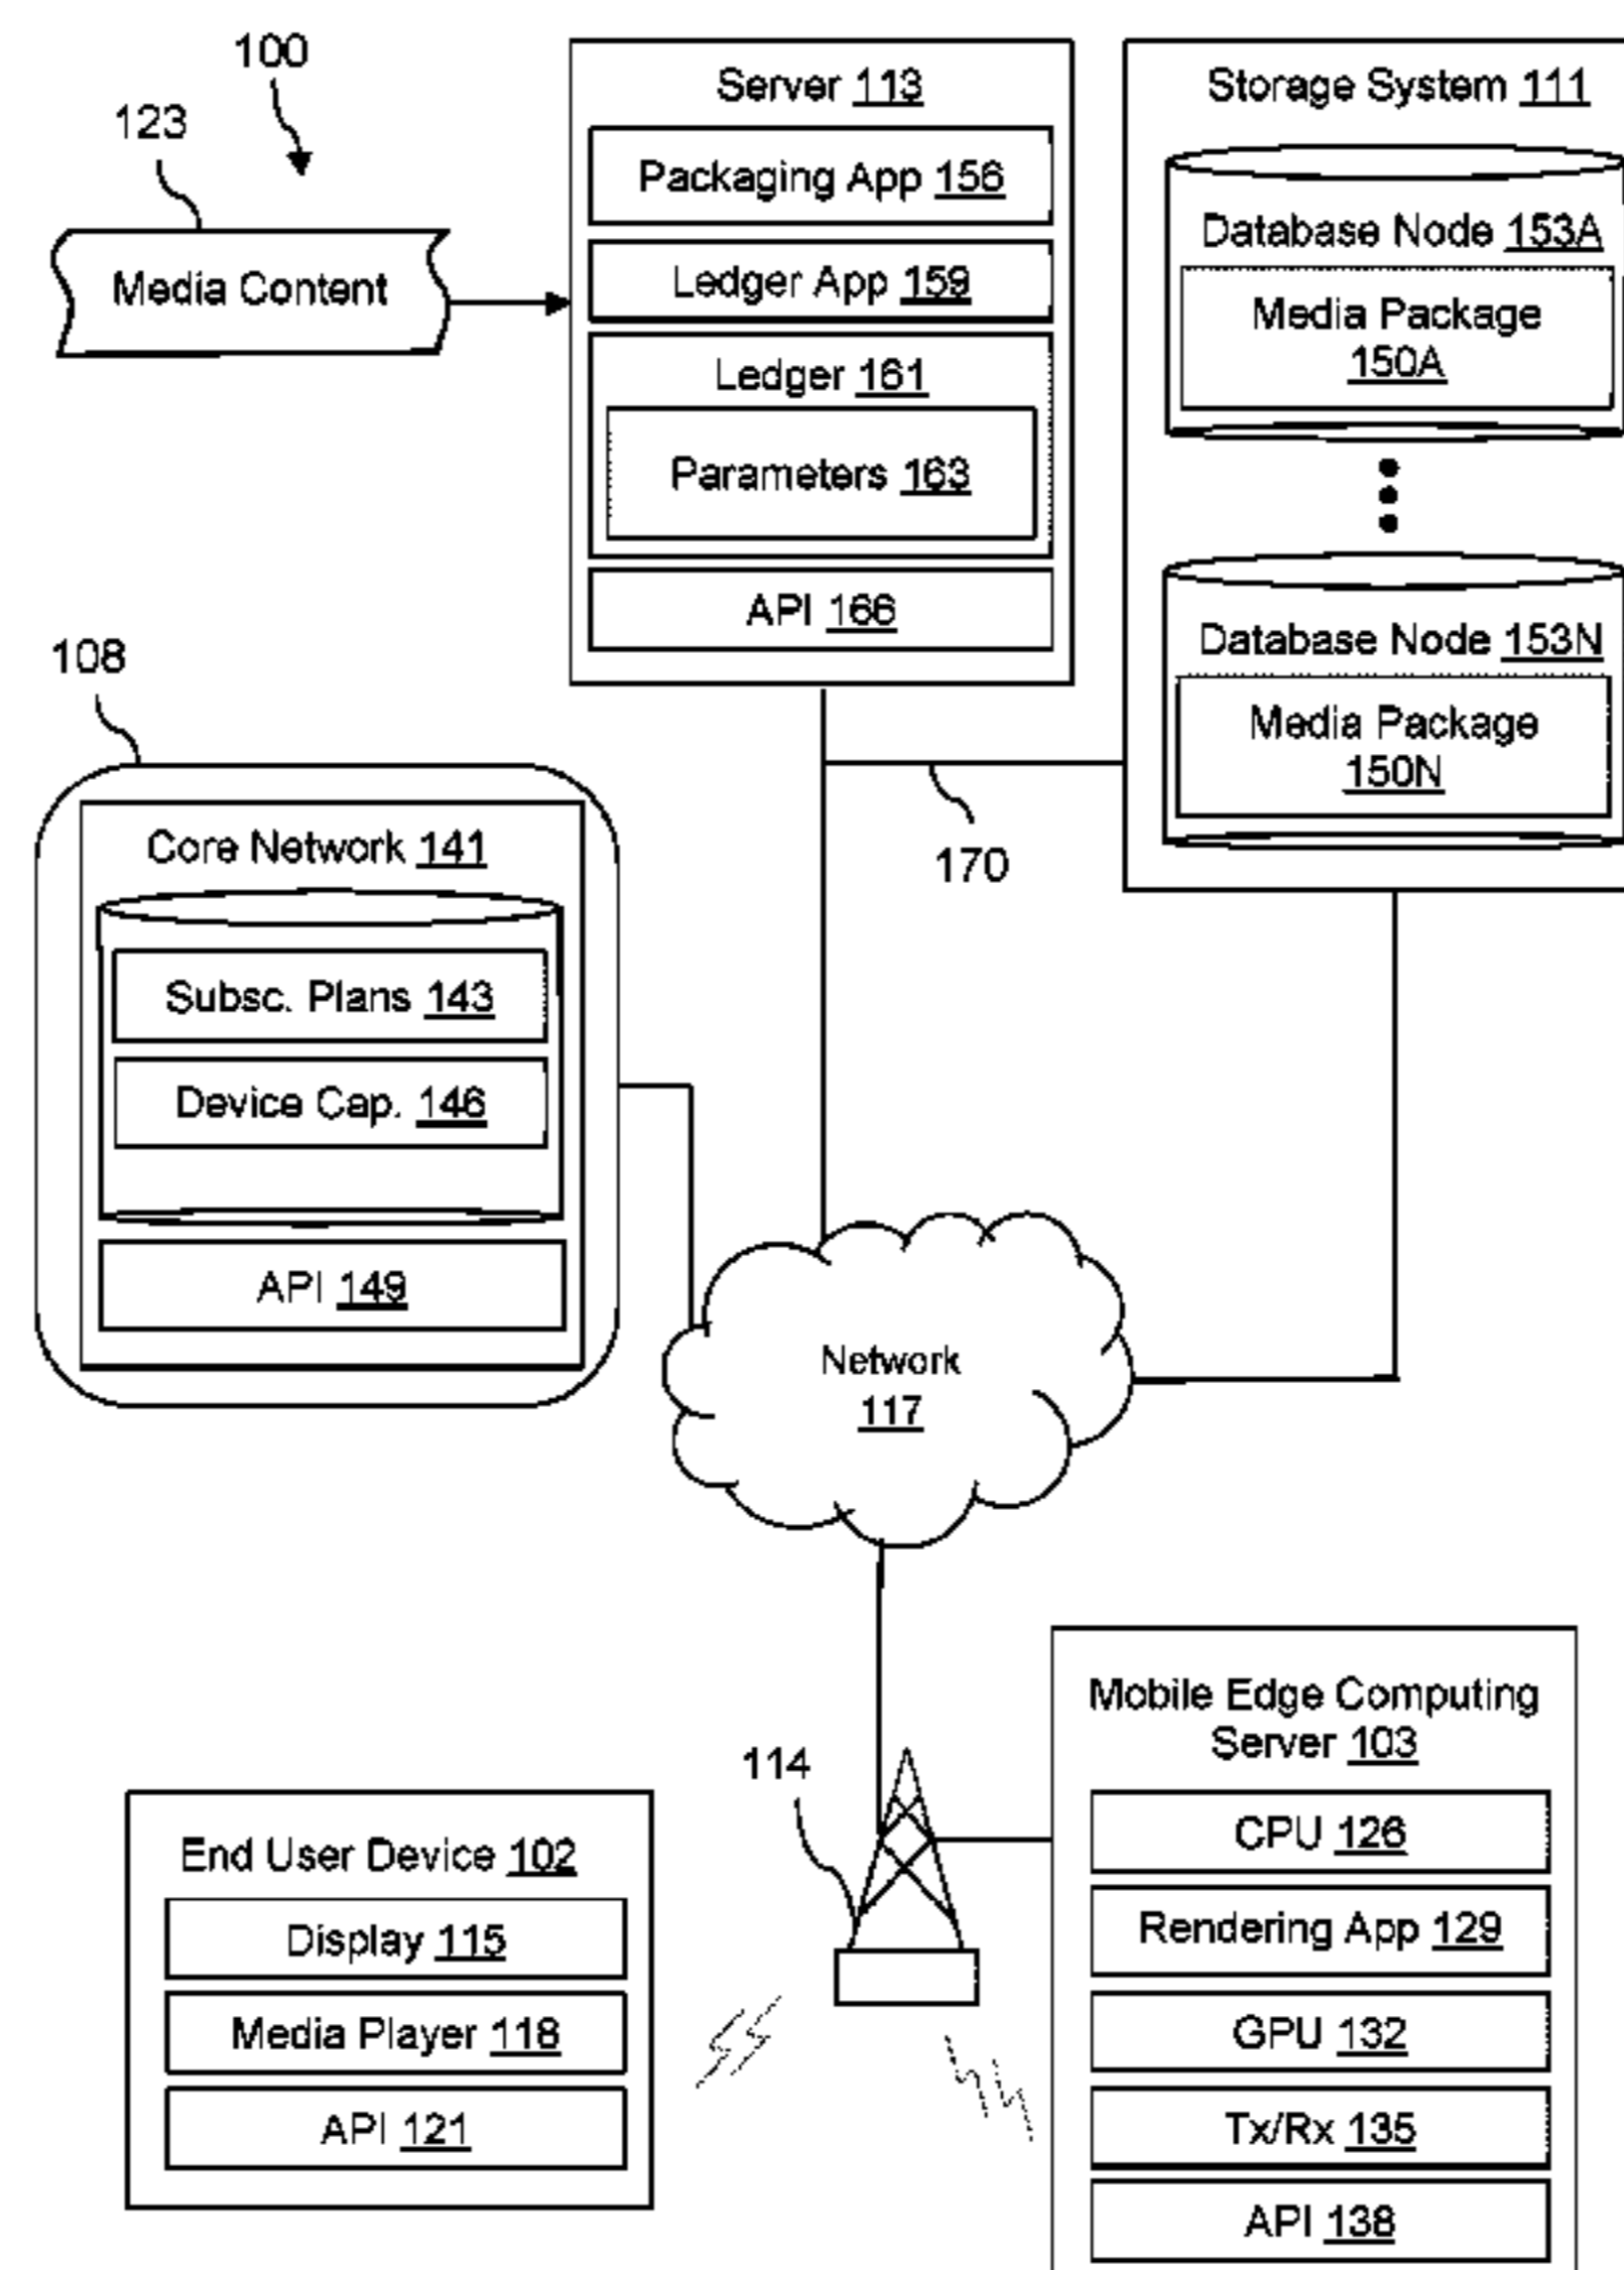 100
123
Media Content
Server 113
Packaging App 156
Ledger App 159
Ledger 161
Parameters 163
API 166
Storage System 111
Database Node 153A
Media Package
150A
Database Node 153N
Media Package
150N
170
108
Core Network 141
Subsc. Plans 143
Device Cap. 146
API 149
Network
117
114
End User Device 102
Display 115
Media Player 118
API 121
Mobile Edge Computing
Server 103
CPU 126
Rendering App 129
GPU 132
Tx/Rx 135
API 138